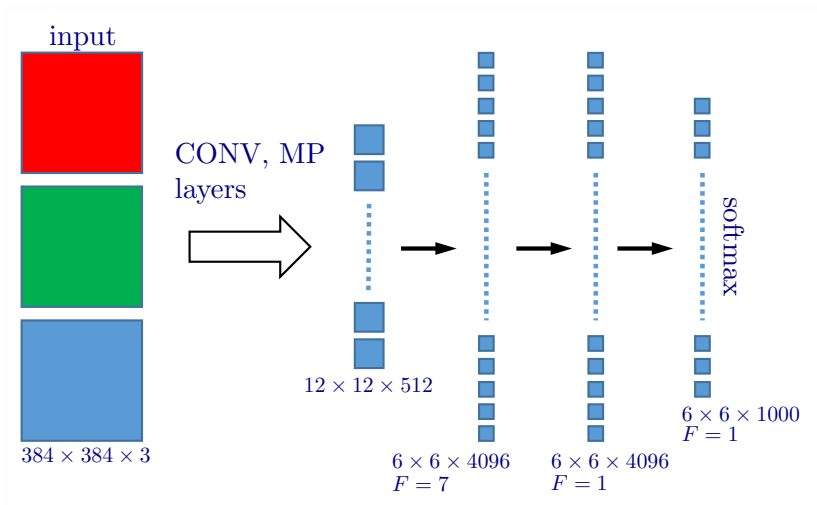 input
CONV, MP
layers
softmax
12 × 12 × 512
384 × 384 × 3
6 × 6 × 4096
F = 7
6 × 6 × 4096
F = 1
6 × 6 × 1000
F = 1